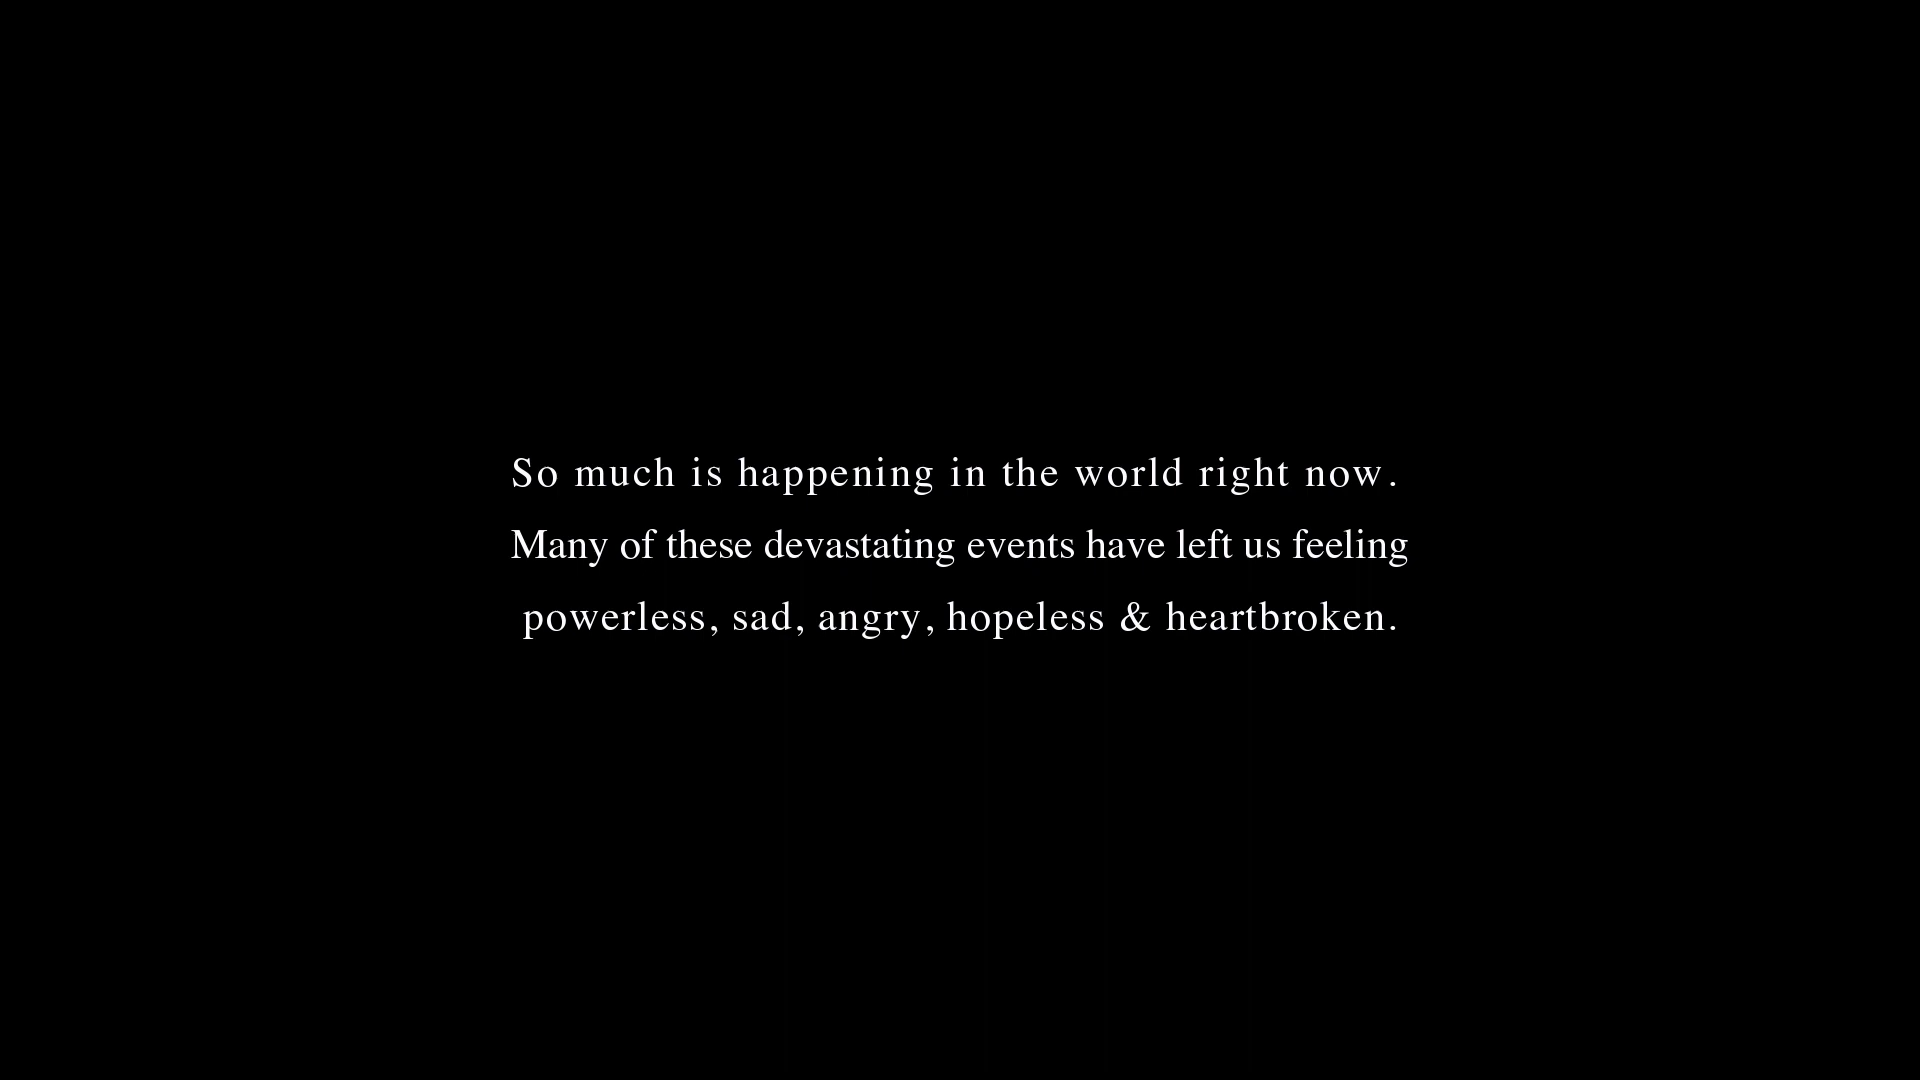 So much is happening in the world right now.
Many of these devastating events have left us feeling
powerless, sad, angry, hopeless & heartbroken.